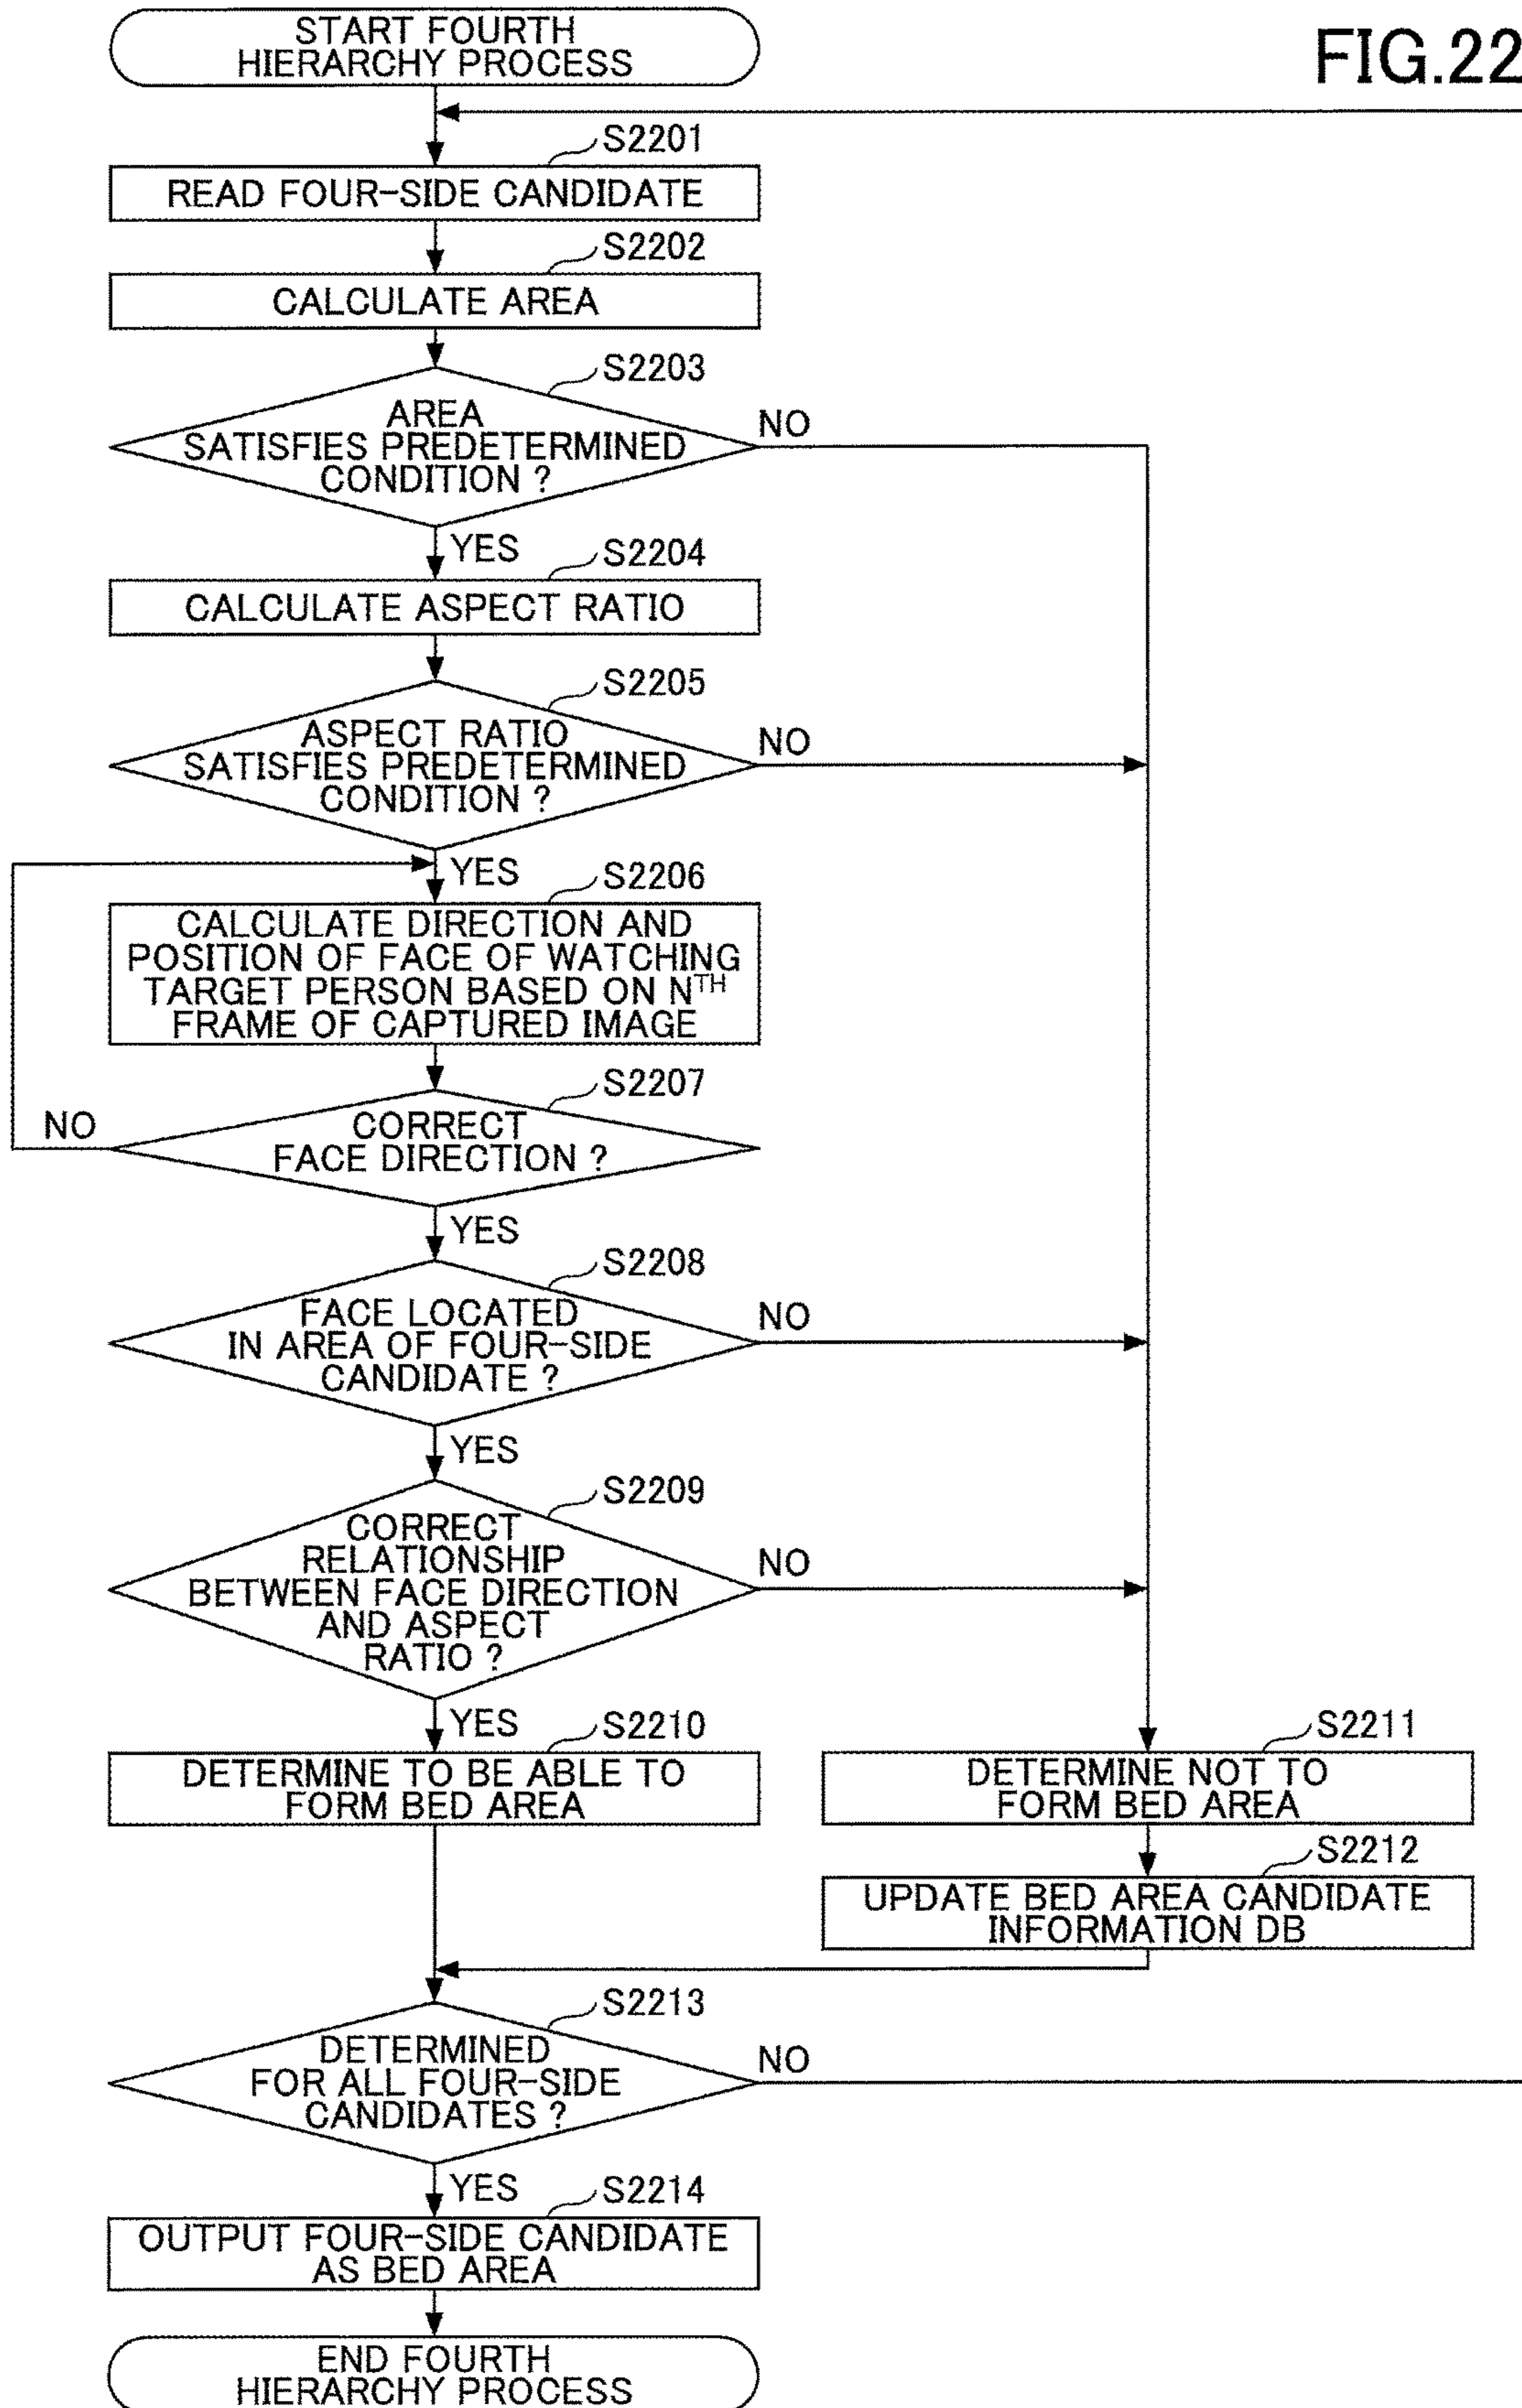 START FOURTH
HIERARCHY PROCESS
FIG.22
S2201
READ FOUR-SIDE CANDIDATE
S2202
CALCULATE AREA
S2203
AREA
SATISFIES PREDETERMINED
CONDITION ?
NO
YES
S2204
CALCULATE ASPECT RATIO
S2205
ASPECT RATIO
SATISFIES PREDETERMINED
CONDITION ?
NO
YES
S2206
CALCULATE DIRECTION AND
POSITION OF FACE OF WATCHING
TARGET PERSON BASED ON NTH
FRAME OF CAPTURED IMAGE
S2207
NO
CORRECT
FACE DIRECTION ?
YES
S2208
FACE LOCATED
IN AREA OF FOUR-SIDE
CANDIDATE ?
NO
YES
S2209
CORRECT
RELATIONSHIP
BETWEEN FACE DIRECTION
AND ASPECT
RATIO ?
NO
YES
S2210
DETERMINE TO BE ABLE TO
FORM BED AREA
S2211
DETERMINE NOT TO
FORM BED AREA
S2212
UPDATE BED AREA CANDIDATE
INFORMATION DB
S2213
DETERMINED
FOR ALL FOUR-SIDE
CANDIDATES ?
NO
YES
S2214
OUTPUT FOUR-SIDE CANDIDATE
AS BED AREA
END FOURTH
HIERARCHY PROCESS